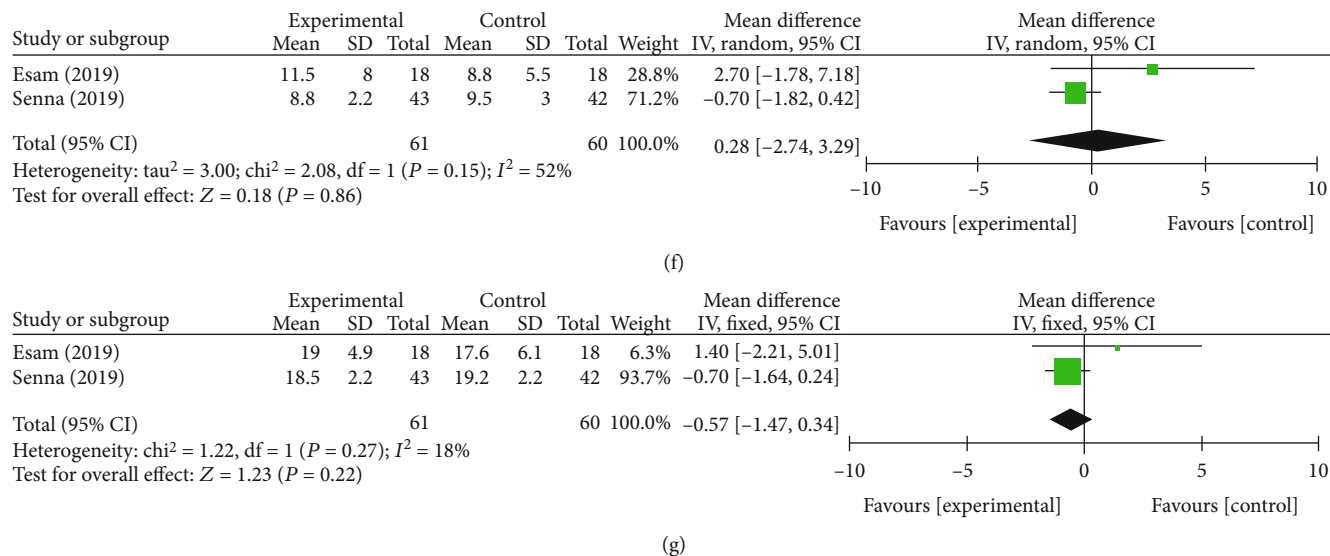 Experimental Control Mean difference Mean difference
Study or subgroup Mean SD Total Mean SD Total Weight IV, random, 95% CI IV, random, 95% CI
Esam (2019) 11.5 8 18 8.8 5.5 18 28.8% 2.70 [−1.78, 7.18]
Senna (2019) 8.8 2.2 43 9.5 3 42 71.2% −0.70 [−1.82, 0.42]
Total (95% CI) 61 60 100.0% 0.28 [−2.74, 3.29]
Heterogeneity: tau² = 3.00; chi² = 2.08, df = 1 (P = 0.15); I² = 52%
Test for overall effect: Z = 0.18 (P = 0.86)
−10 −5 0 5 10
Favours [experimental] Favours [control]
(f)
Experimental Control Mean difference Mean difference
Study or subgroup Mean SD Total Mean SD Total Weight IV, fixed, 95% CI IV, fixed, 95% CI
Esam (2019) 19 4.9 18 17.6 6.1 18 6.3% 1.40 [−2.21, 5.01]
Senna (2019) 18.5 2.2 43 19.2 2.2 42 93.7% −0.70 [−1.64, 0.24]
Total (95% CI) 61 60 100.0% −0.57 [−1.47, 0.34]
Heterogeneity: chi² = 1.22, df = 1 (P = 0.27); I² = 18%
Test for overall effect: Z = 1.23 (P = 0.22)
−10 −5 0 5 10
Favours [experimental] Favours [control]
(g)